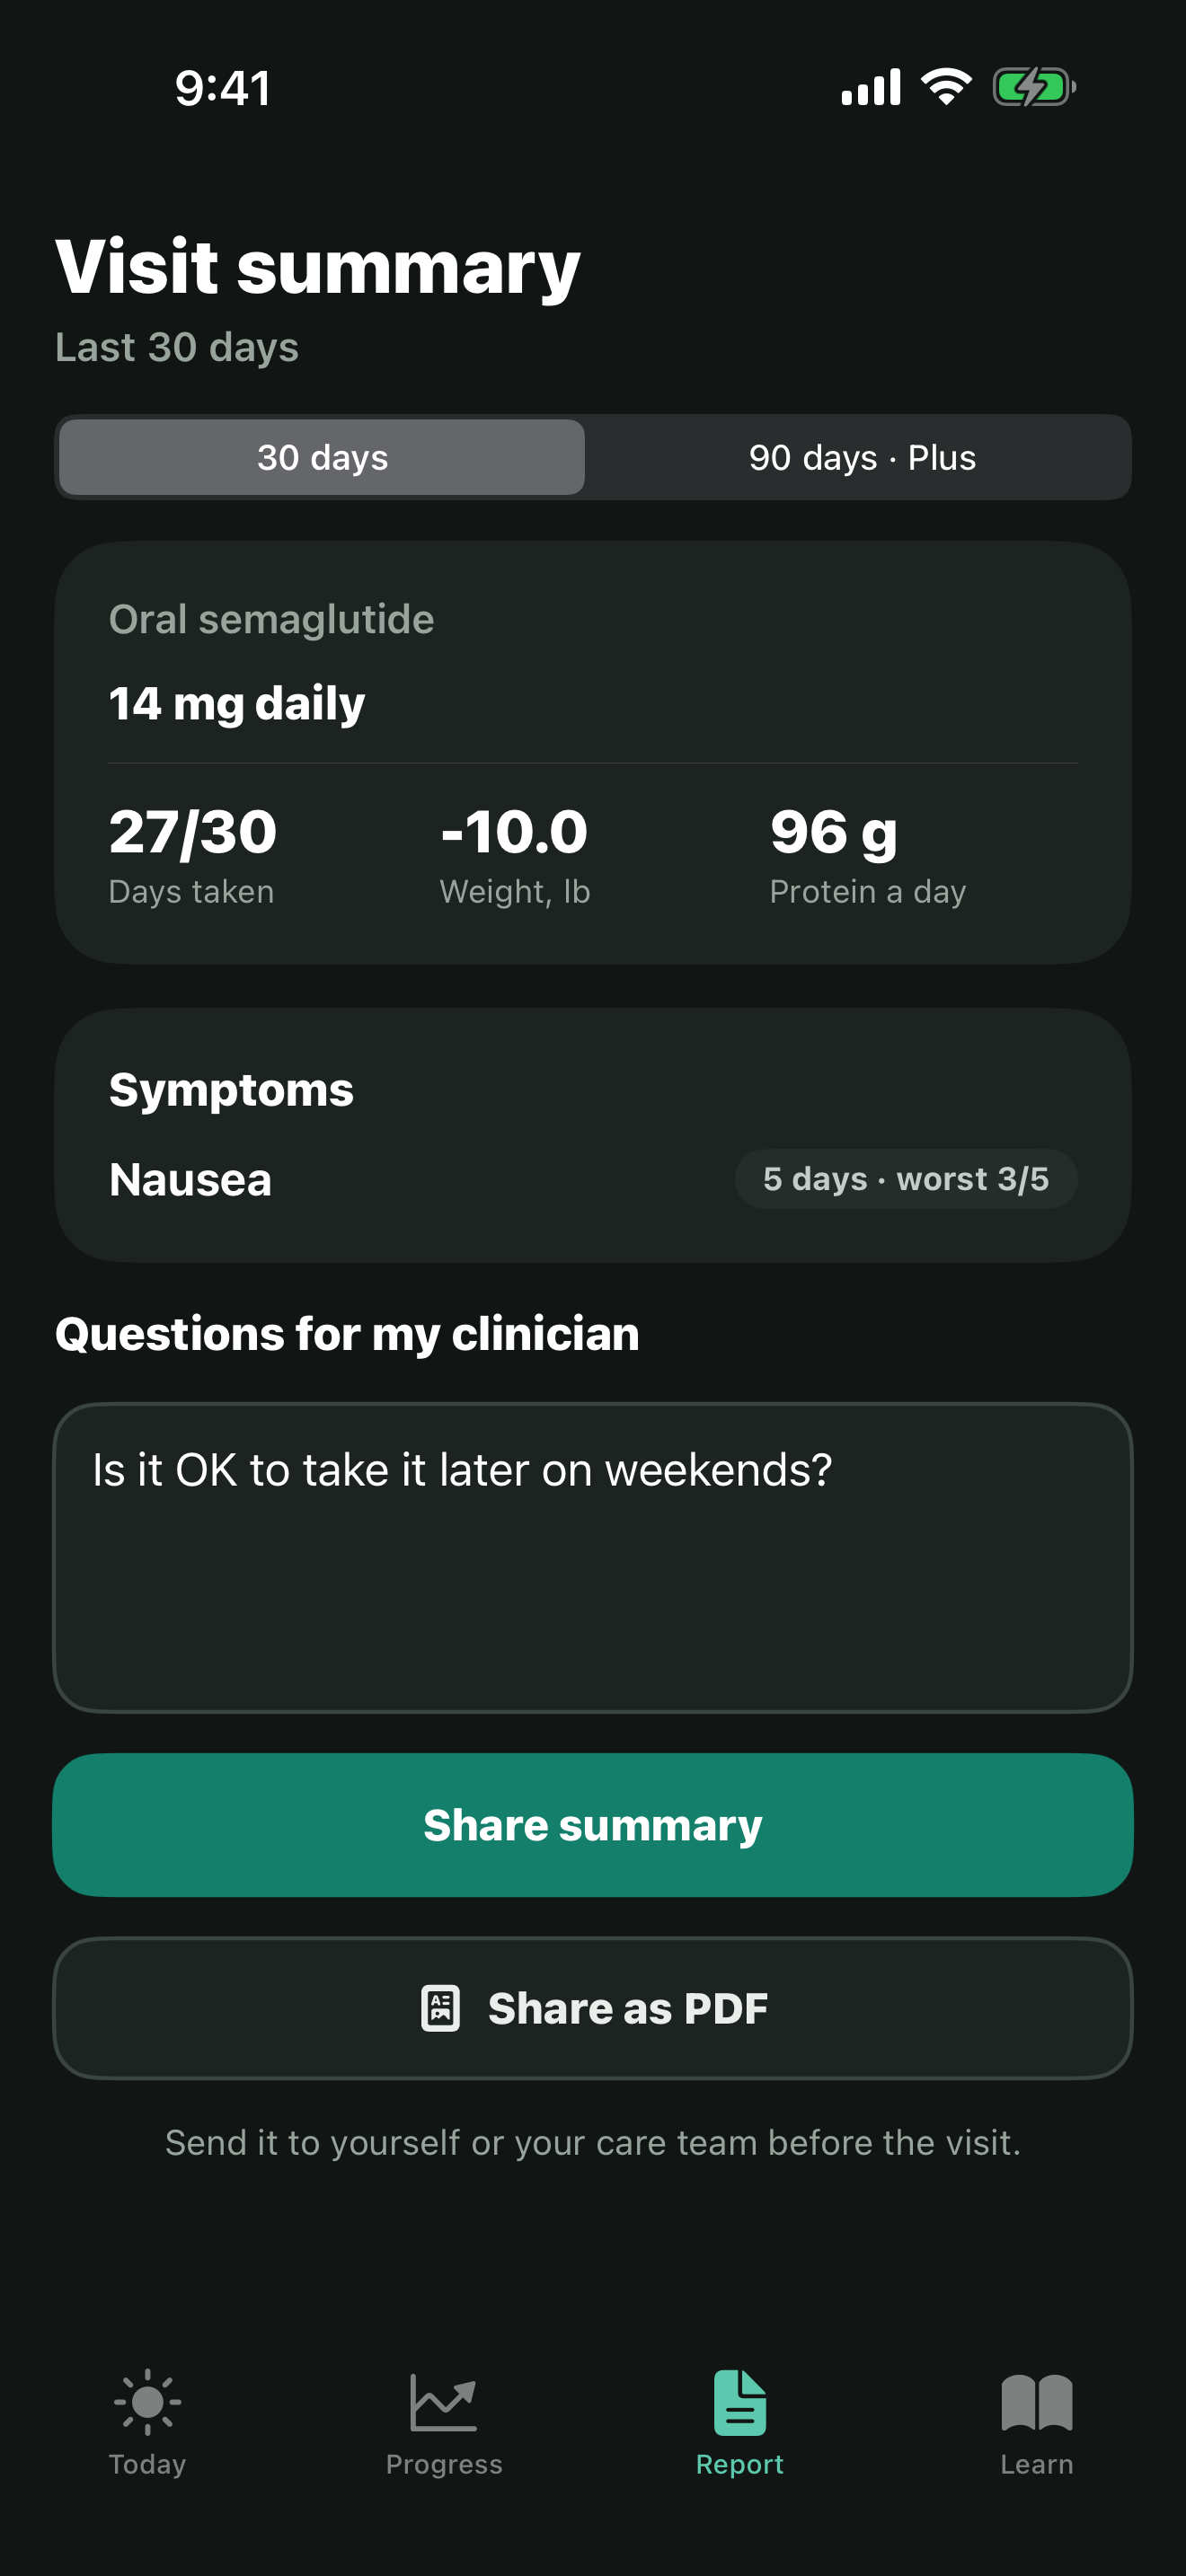 9:41
Visit summary
Last 30 days
30 days
90 days · Plus
Oral semaglutide
14 mg daily
27/30
-10.0
96 g
Days taken
Weight, lb
Protein a day
Symptoms
Nausea
5 days · worst 3/5
Questions for my clinician
Is it OK to take it later on weekends?
Share summary
Share as PDF
Send it to yourself or your care team before the visit.
Today
Progress
Report
Learn